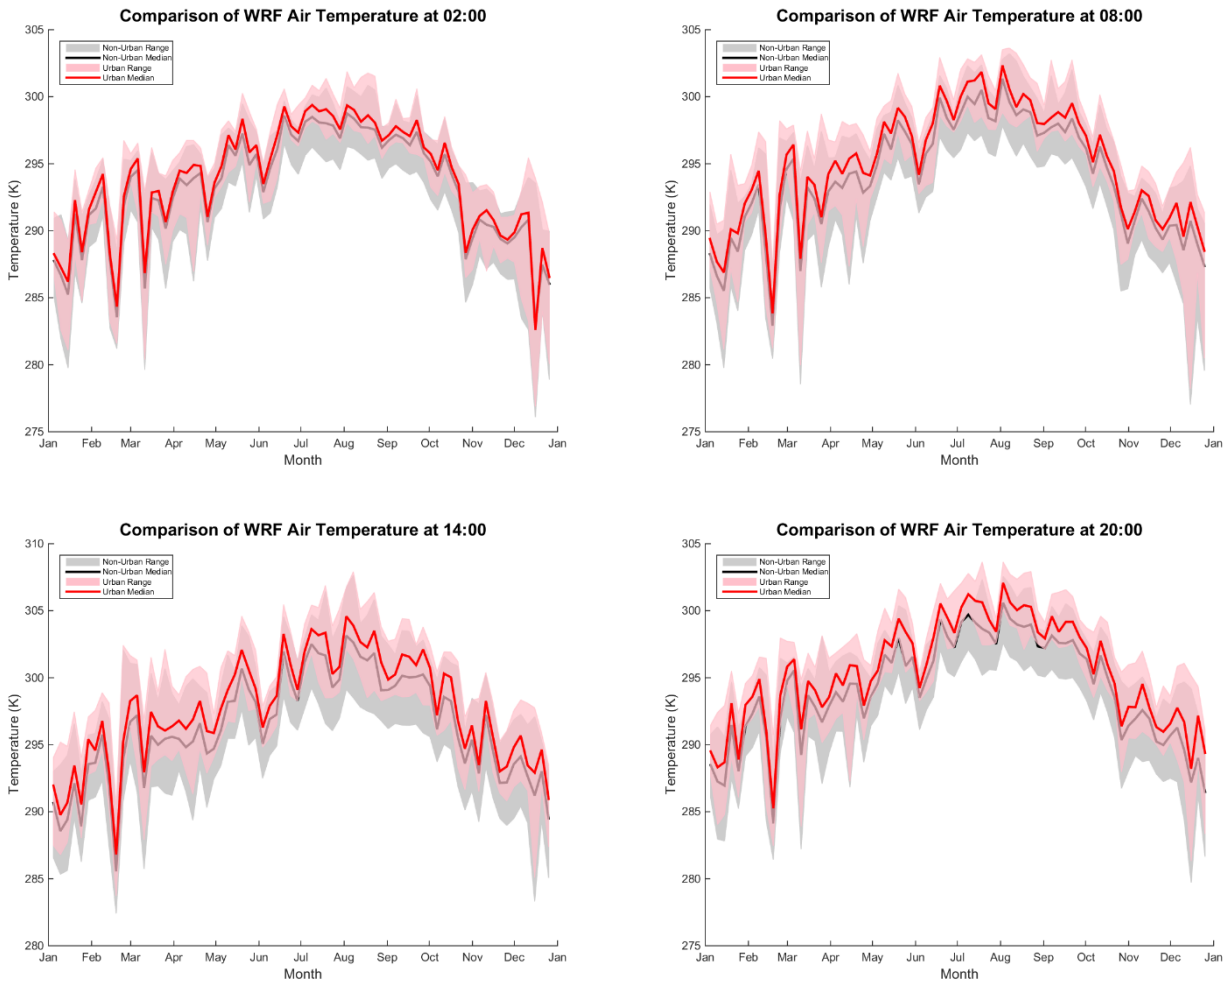 Comparison of WRF Air Temperature at 02:00
305
300
295
290
285
280
275
Temperature (K)
Non-Urban Range
Non-Urban Median
Urban Range
Urban Median
Jan Feb Mar Apr May Jun Jul Aug Sep Oct Nov Dec Jan
Month
Comparison of WRF Air Temperature at 08:00
305
300
295
290
285
280
275
Temperature (K)
Non-Urban Range
Non-Urban Median
Urban Range
Urban Median
Jan Feb Mar Apr May Jun Jul Aug Sep Oct Nov Dec Jan
Month
Comparison of WRF Air Temperature at 14:00
310
305
300
295
290
285
280
Temperature (K)
Non-Urban Range
Non-Urban Median
Urban Range
Urban Median
Jan Feb Mar Apr May Jun Jul Aug Sep Oct Nov Dec Jan
Month
Comparison of WRF Air Temperature at 20:00
305
300
295
290
285
280
275
Temperature (K)
Non-Urban Range
Non-Urban Median
Urban Range
Urban Median
Jan Feb Mar Apr May Jun Jul Aug Sep Oct Nov Dec Jan
Month